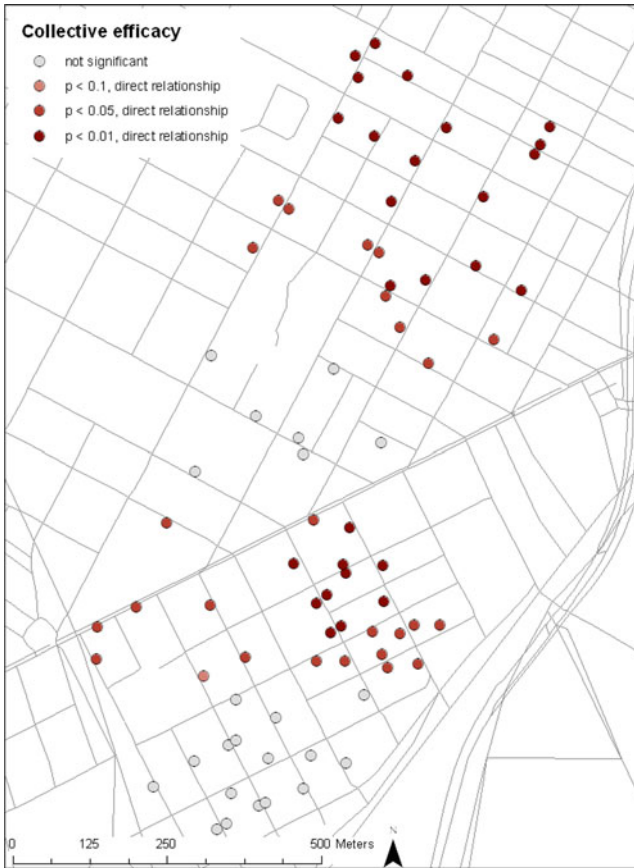 Collective efficacy
not significant
p < 0.1, direct relationship
p < 0.05, direct relationship
p < 0.01, direct relationship
0 125 250 500 Meters
N